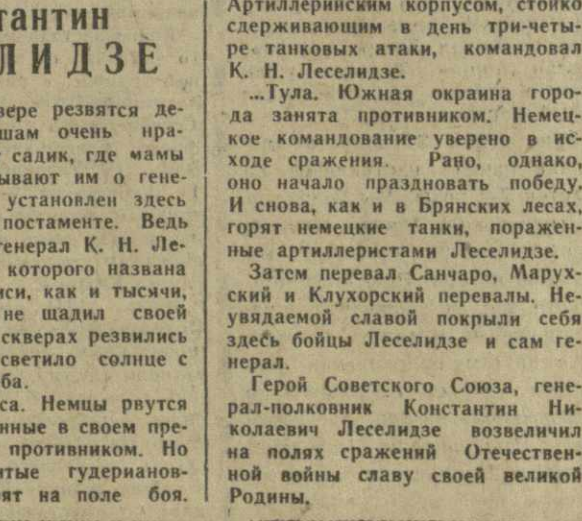 тантин
ЛИДЗЕ
вере резвятся де-
шам очень нра-
садик, где мамы
ывают им о гене-
установлен здесь
постаменте. Ведь
генерал К. Н. Ле-
которого названа
иси, как и тысячи,
не щадил своей
скверах резвились
светило солнце с
ба.
са. Немцы рвутся
нные в своем пре-
противником. Но
итые гудерианов-
ят на поле боя.
Артиллерийским корпусом, стойко
сдерживающим в день три-четы-
ре танковых атаки, командовал
К. Н. Леселидзе.
...Тула. Южная окраина горо-
да занята противником. Немец-
кое командование уверено в ис-
ходе сражения. Рано, однако,
оно начало праздновать победу.
И снова, как и в Брянских лесах,
горят немецкие танки, поражен-
ные артиллеристами Леселидзе.
Затем перевал Санчаро, Марух-
ский и Клухорский перевалы. Не-
увядаемой славой покрыли себя
здесь бойцы Леселидзе и сам ге-
нерал.
Герой Советского Союза, гене-
рал-полковник Константин Ни-
колаевич Леселидзе возвеличил
на полях сражений Отечествен-
ной войны славу своей великой
Родины.